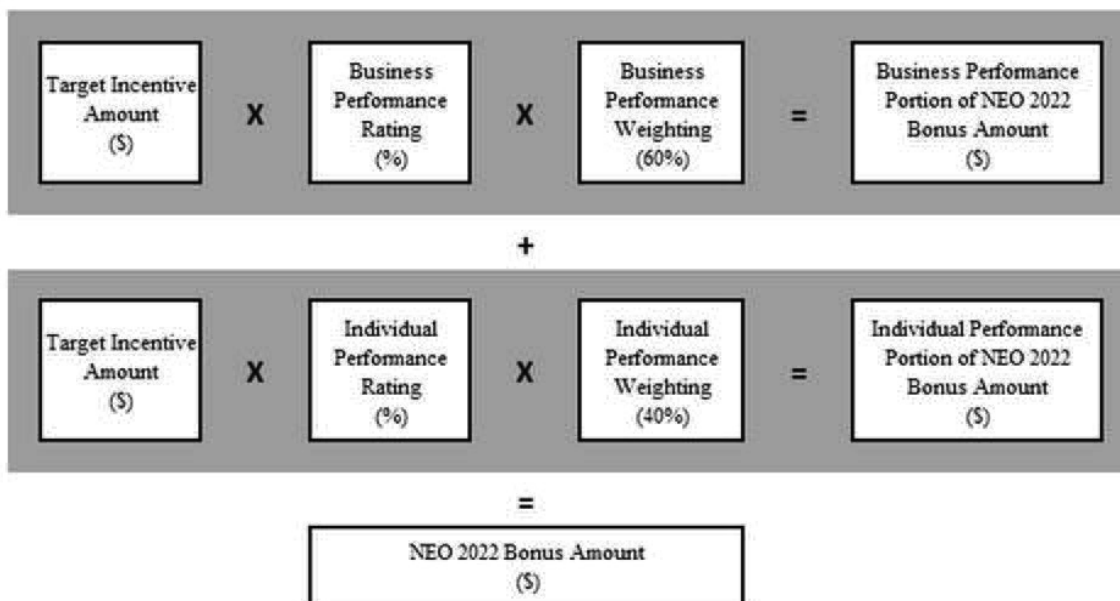 Target Incentive
Amount
($)
X
Business
Performance
Rating
(%)
X
Business
Performance
Weighting
(60%)
=
Business Performance
Portion of NEO 2022
Bonus Amount
($)
+
Target Incentive
Amount
($)
X
Individual
Performance
Rating
(%)
X
Individual
Performance
Weighting
(40%)
=
Individual Performance
Portion of NEO 2022
Bonus Amount
($)
=
NEO 2022 Bonus Amount
($)